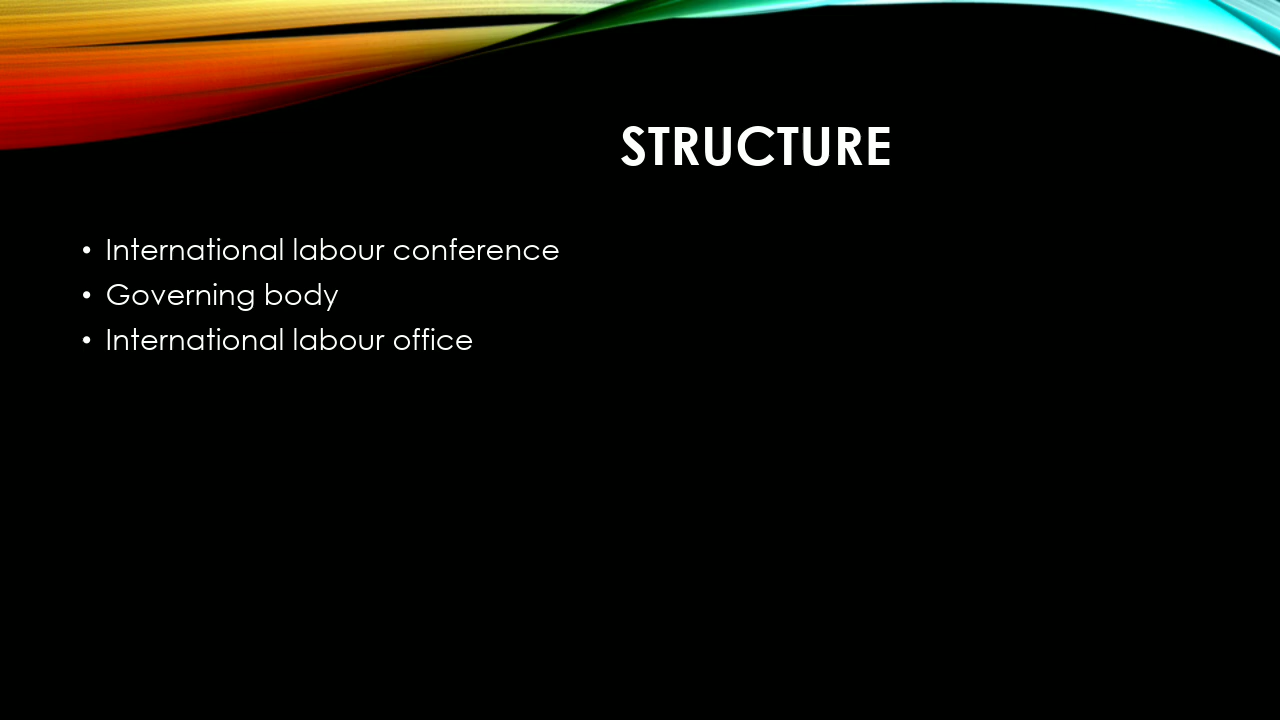 STRUCTURE
• International labour conference
• Governing body
• International labour office